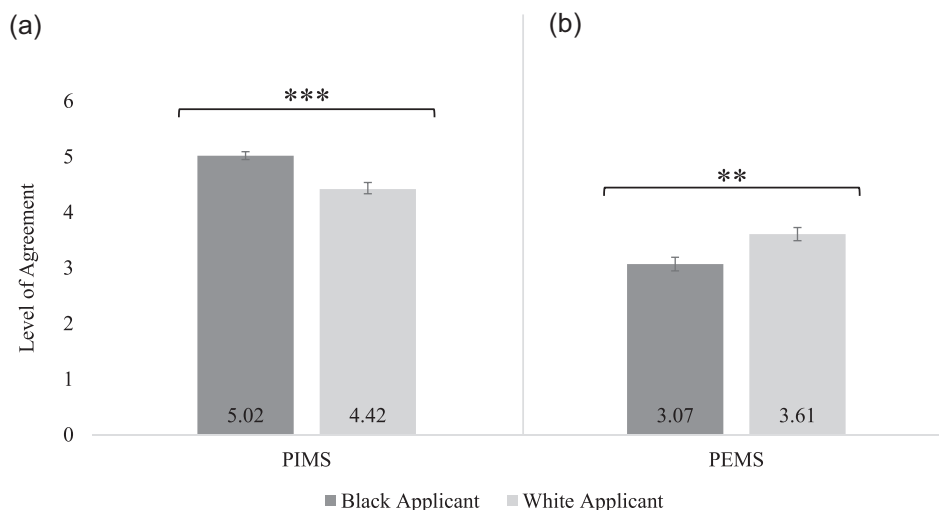 (a)
(b)
Level of Agreement
6
5
4
3
2
1
0
***
**
5.02
4.42
3.07
3.61
PIMS
PEMS
Black Applicant
White Applicant